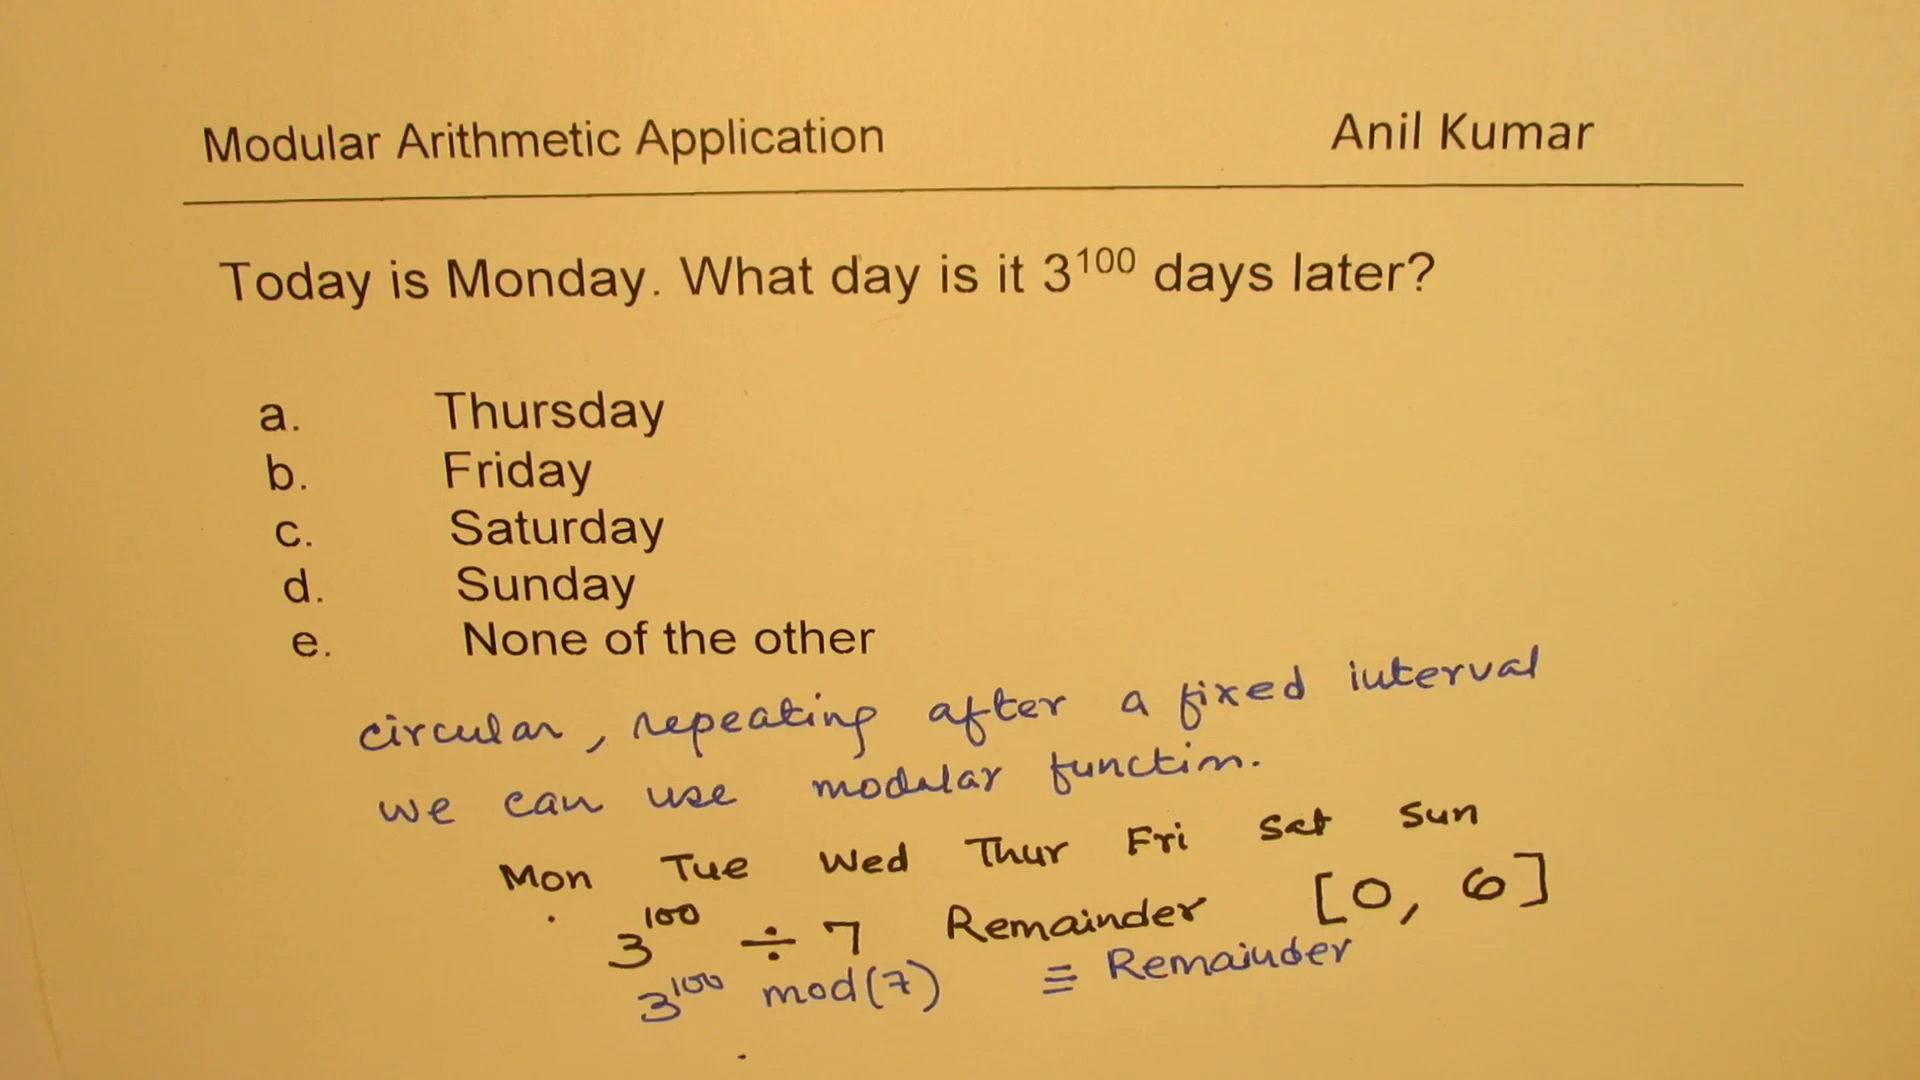 Modular Arithmetic Application Anil Kumar
Today is Monday. What day is it 3¹⁰⁰ days later?
a. Thursday
b. Friday
c. Saturday
d. Sunday
e. None of the other
circular, repeating after a fixed interval
we can use modular function.
Mon Tue Wed Thur Fri Sat Sun
3¹⁰⁰ ÷ 7 Remainder [0, 6]
3¹⁰⁰ mod(7) ≡ Remainder